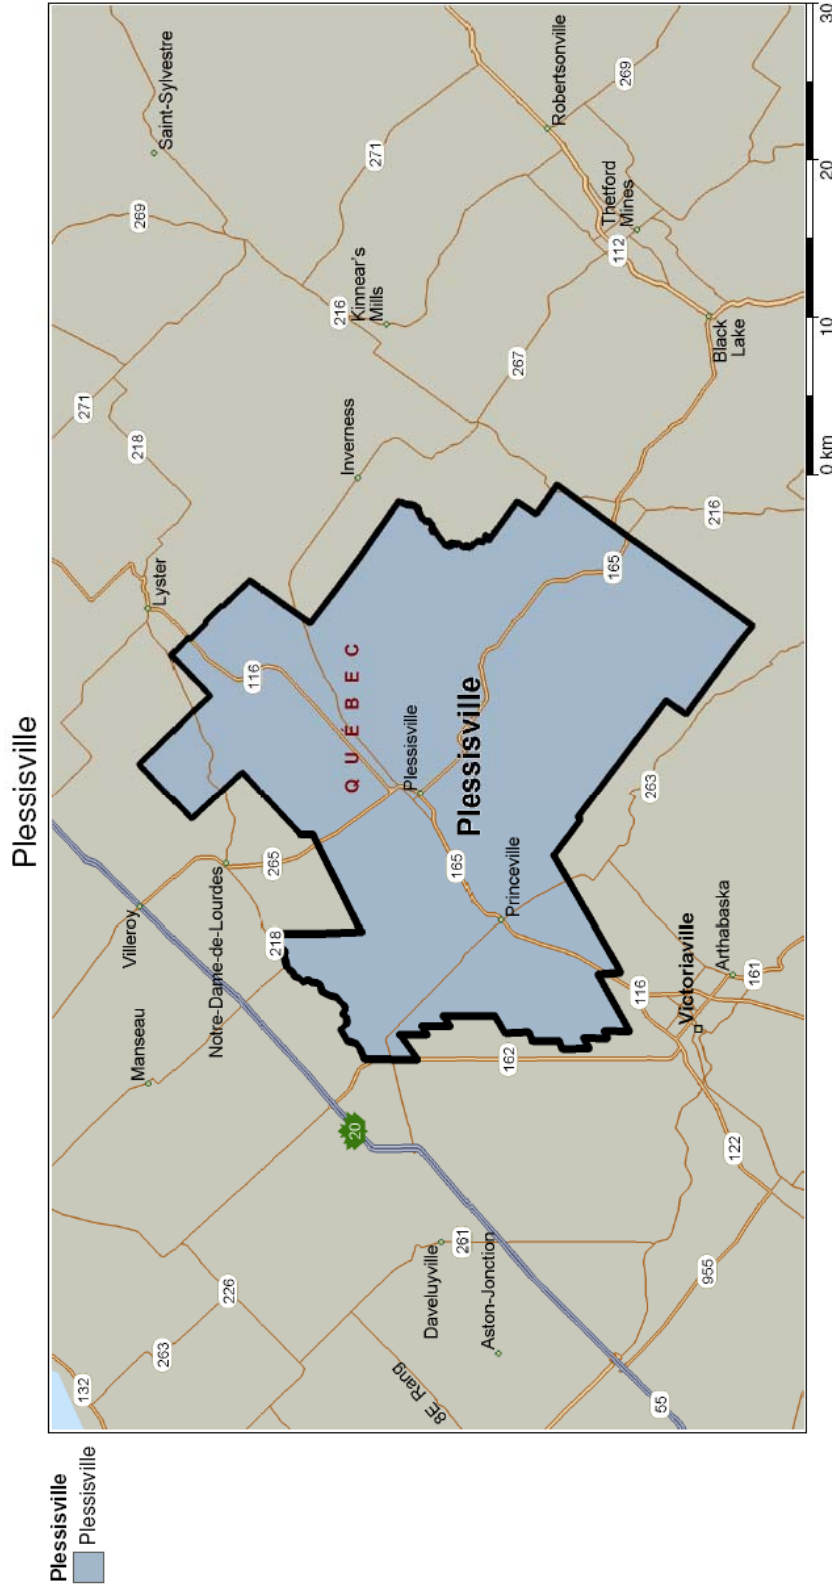 Plessisville
Plessisville
Plessisville
Saint-Sylvestre
269
271
218
271
Lyster
216
Kinnear's
Mills
Inverness
269
Robertsonville
Thetford
Mines
112
267
Black
Lake
116
QUÉBEC
Villeroy
265
Notre-Dame-de-Lourdes
218
Manseau
Plessisville
Plessisville
165
165
216
Princeville
263
20
162
116
Victoriaville
Arthabaska
161
122
132
263
226
Daveluyville
261
Aston-Jonction
8E Rang
955
55
0 km
10
20
30